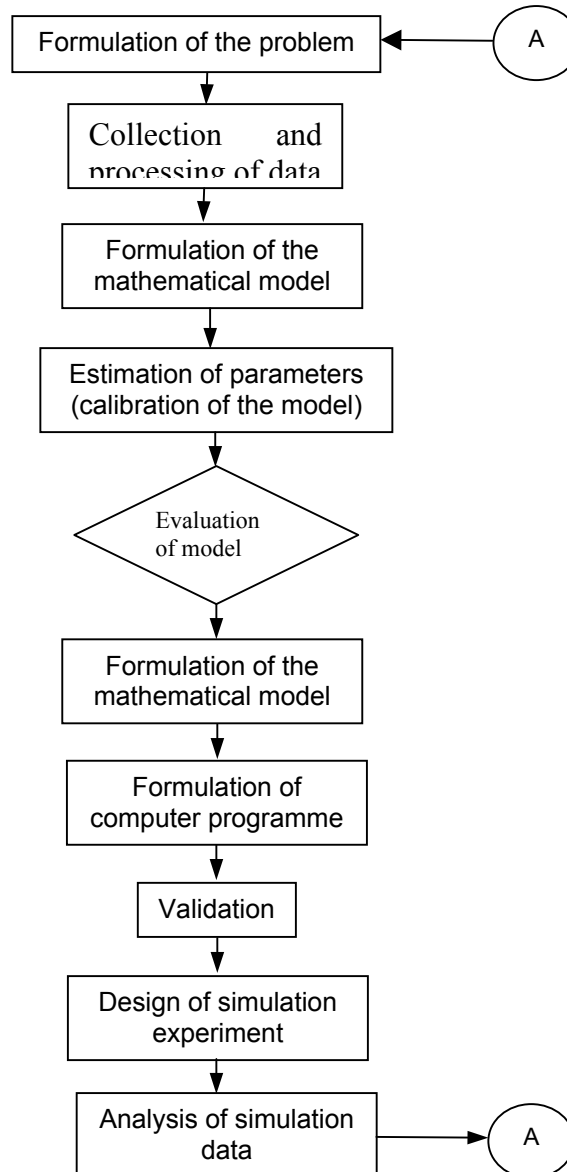 Formulation of the problem
A
Collection and
processing of data
Formulation of the
mathematical model
Estimation of parameters
(calibration of the model)
Evaluation
of model
Formulation of the
mathematical model
Formulation of
computer programme
Validation
Design of simulation
experiment
Analysis of simulation
data
A